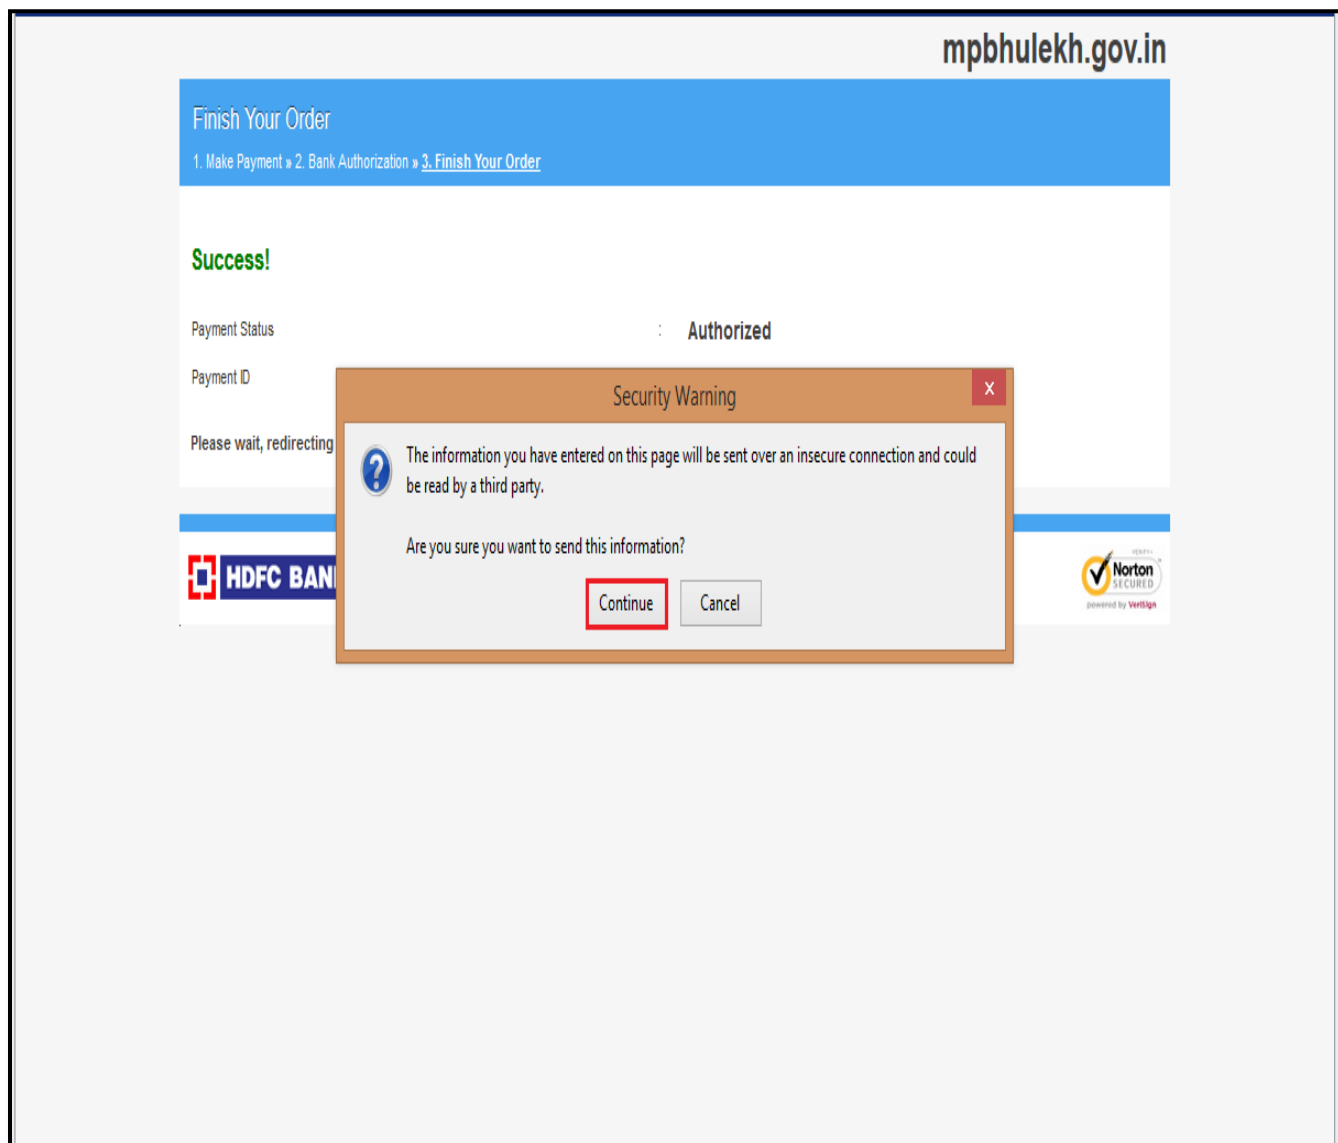 mpbhulekh.gov.in
Finish Your Order
1. Make Payment » 2. Bank Authorization » 3. Finish Your Order
Success!
Payment Status : Authorized
Payment ID
Security Warning
X
Please wait, redirecting
The information you have entered on this page will be sent over an insecure connection and could
be read by a third party.
Are you sure you want to send this information?
Continue Cancel
HDFC BAN
VERIFY
Norton
SECURED
powered by VeriSign